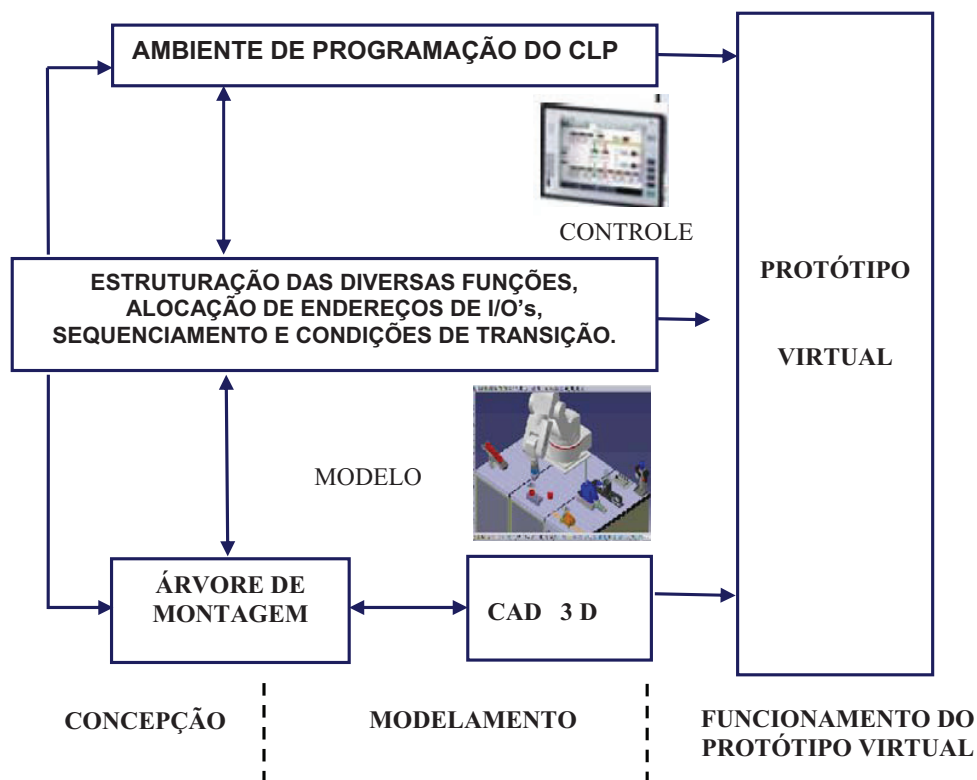 AMBIENTE DE PROGRAMAÇÃO DO CLP
CONTROLE
ESTRUTURAÇÃO DAS DIVERSAS FUNÇÕES,
ALOCAÇÃO DE ENDEREÇOS DE I/O's,
SEQUENCIAMENTO E CONDIÇÕES DE TRANSIÇÃO.
PROTÓTIPO
VIRTUAL
MODELO
ÁRVORE DE
MONTAGEM
CAD 3 D
CONCEPÇÃO
MODELAMENTO
FUNCIONAMENTO DO
PROTÓTIPO VIRTUAL